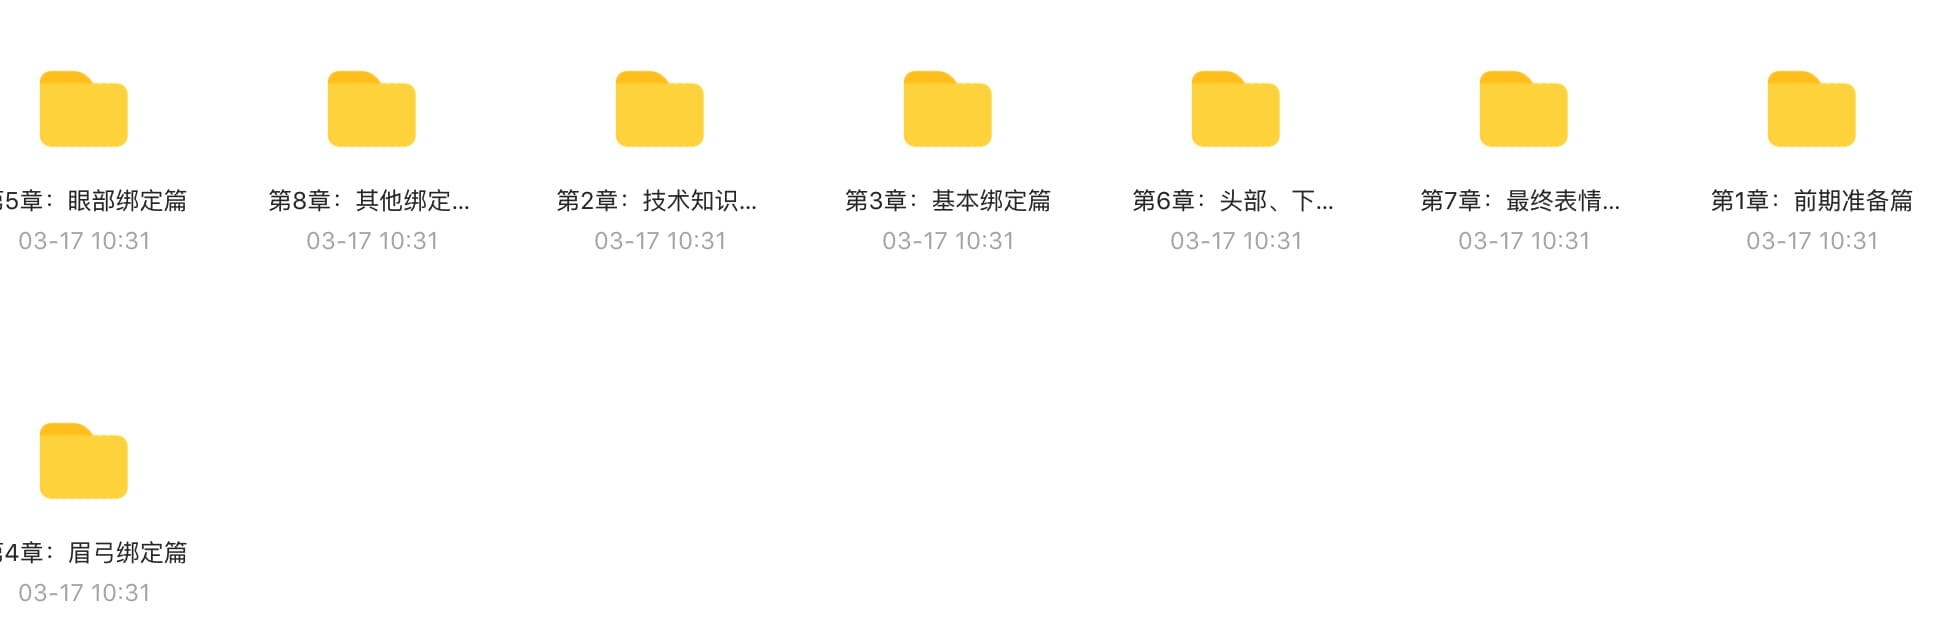 第5章：眼部绑定篇
03-17 10:31
第8章：其他绑定...
03-17 10:31
第2章：技术知识...
03-17 10:31
第3章：基本绑定篇
03-17 10:31
第6章：头部、下...
03-17 10:31
第7章：最终表情...
03-17 10:31
第1章：前期准备篇
03-17 10:31
第4章：眉弓绑定篇
03-17 10:31